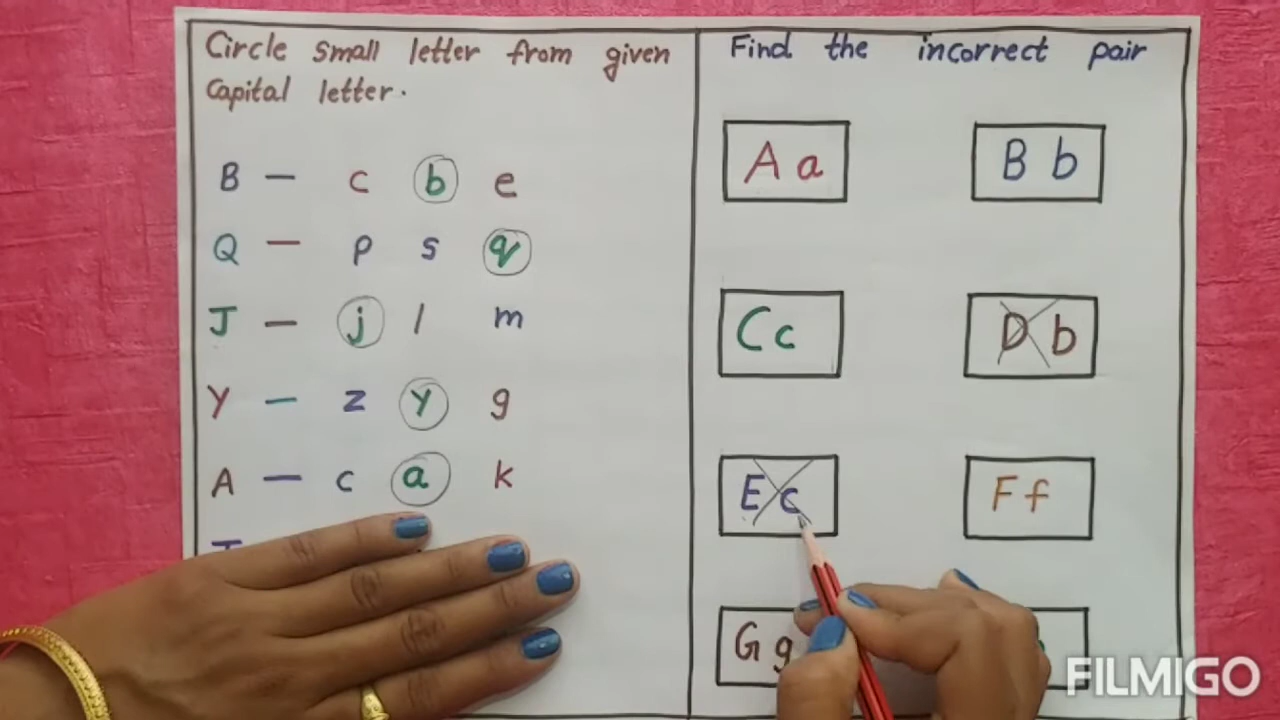 Circle small letter from given
Capital letter.
B – c b e
Q – p s q
J – j l m
Y – z y g
A – c a k
Find the incorrect pair
A a
B b
C c
D b
E c
F f
G g
FILMIGO